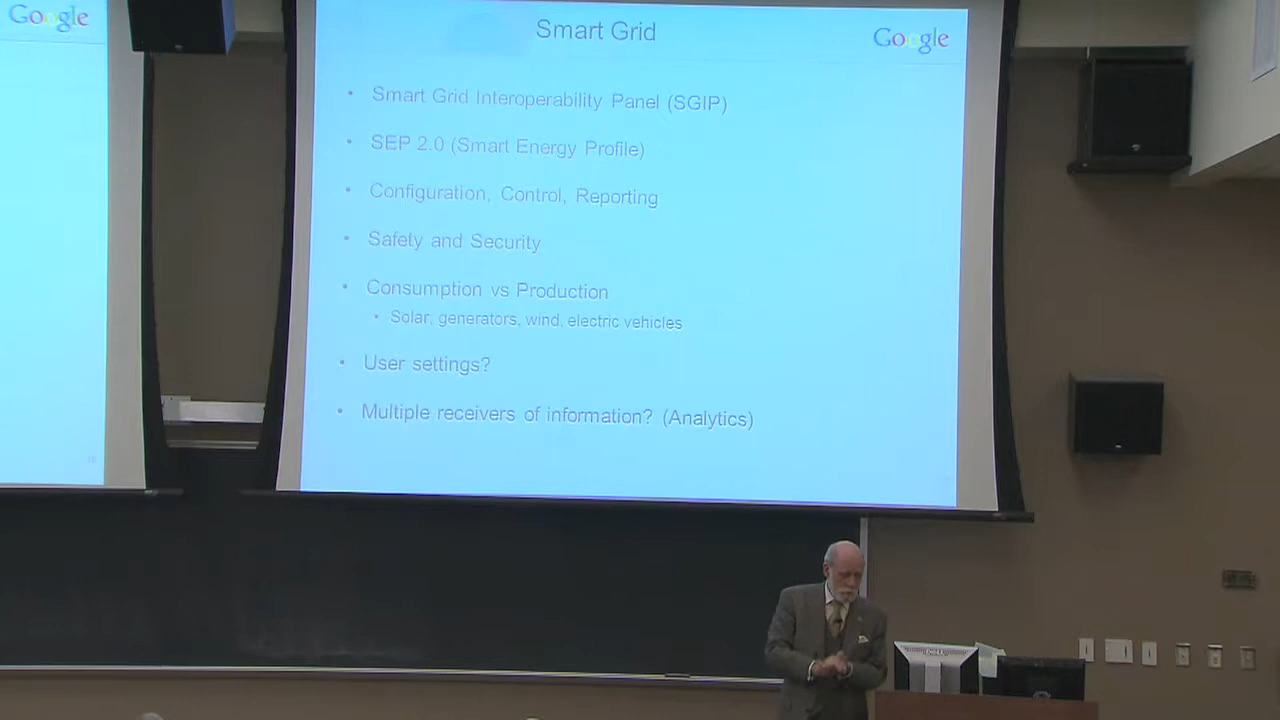 Google
Smart Grid
Google
• Smart Grid Interoperability Panel (SGIP)
• SEP 2.0 (Smart Energy Profile)
• Configuration, Control, Reporting
• Safety and Security
• Consumption vs Production
• Solar, generators, wind, electric vehicles
• User settings?
• Multiple receivers of information? (Analytics)
DELL